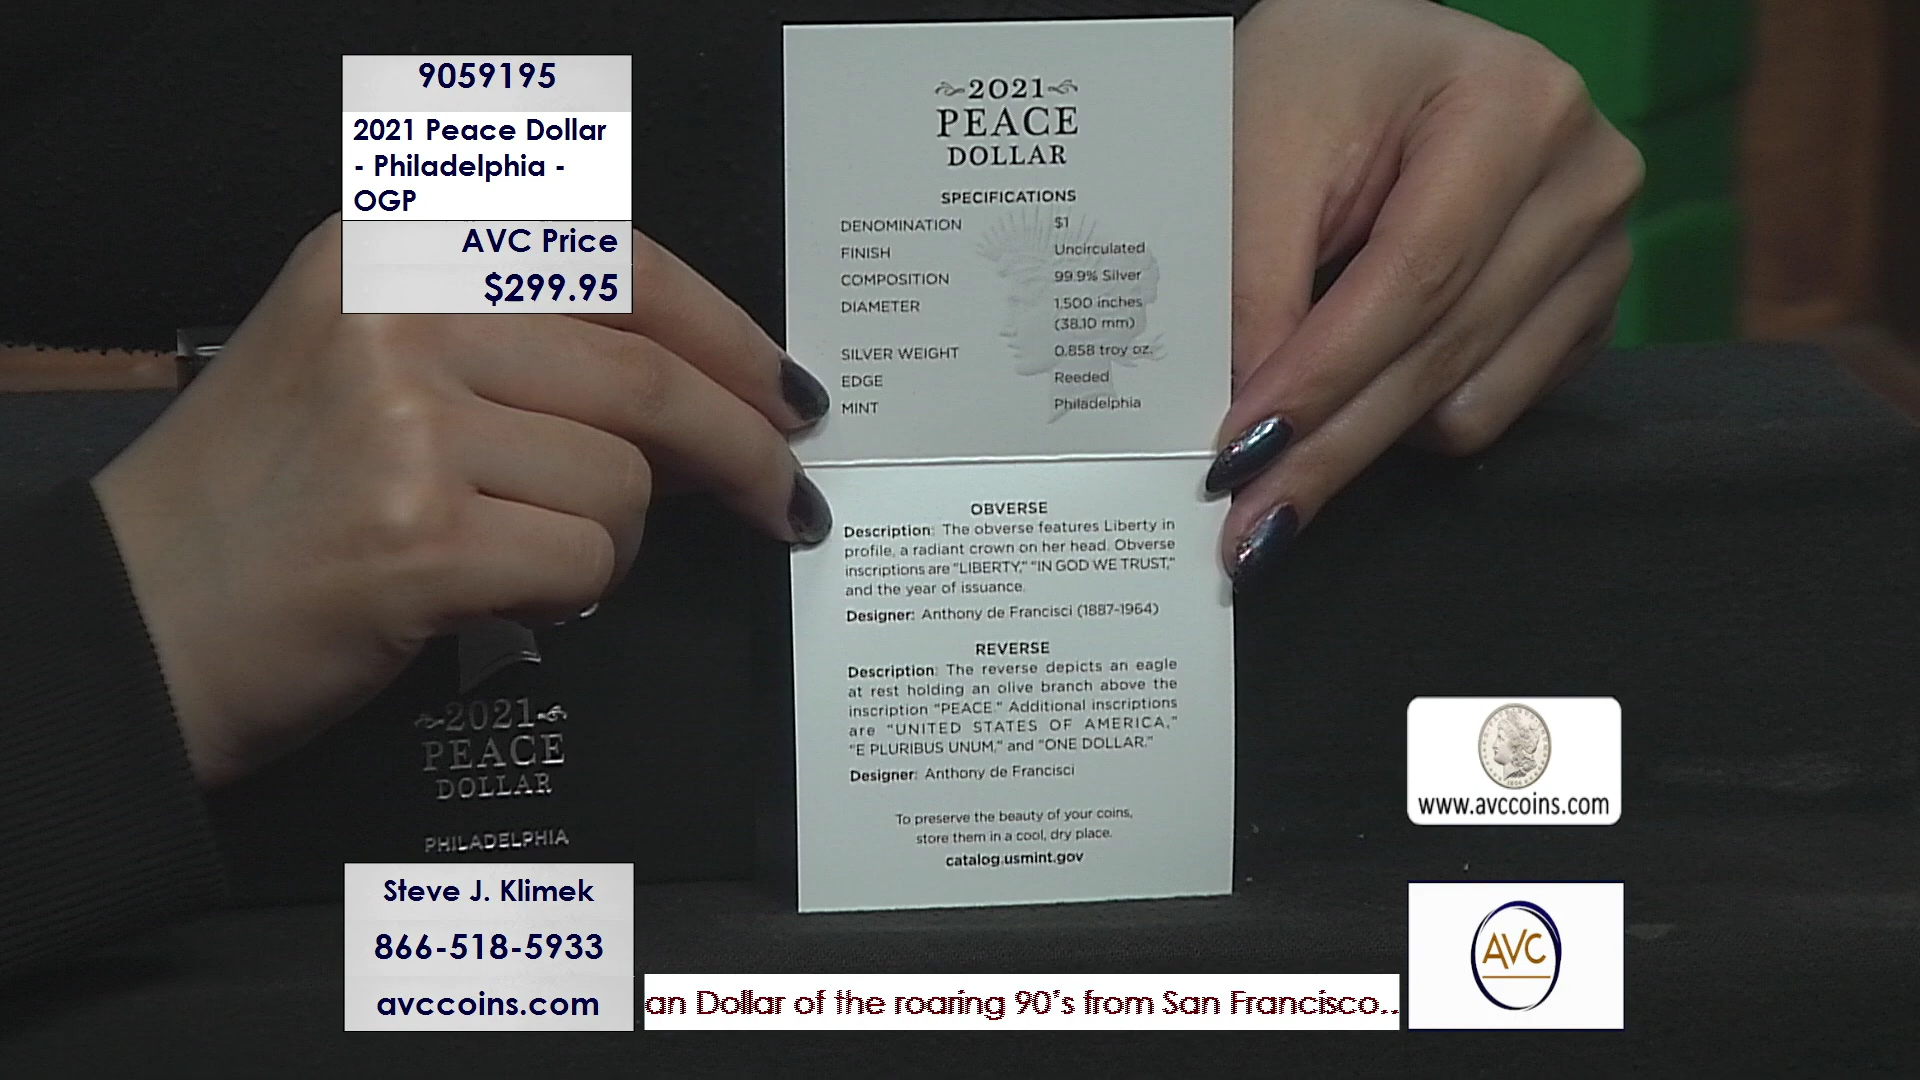 9059195
2021 Peace Dollar
- Philadelphia -
OGP
AVC Price
$299.95
2021
PEACE
DOLLAR
SPECIFICATIONS
DENOMINATION $1
FINISH Uncirculated
COMPOSITION 99.9% Silver
DIAMETER 1.500 inches
(38.10 mm)
SILVER WEIGHT 0.858 troy oz.
EDGE Reeded
MINT Philadelphia
OBVERSE
Description: The obverse features Liberty in
profile, a radiant crown on her head. Obverse
inscriptions are "LIBERTY," "IN GOD WE TRUST,"
and the year of issuance.
Designer: Anthony de Francisci (1887-1964)
REVERSE
Description: The reverse depicts an eagle
at rest holding an olive branch above the
inscription "PEACE." Additional inscriptions
are "UNITED STATES OF AMERICA,"
"E PLURIBUS UNUM," and "ONE DOLLAR."
Designer: Anthony de Francisci
To preserve the beauty of your coins,
store them in a cool, dry place.
catalog.usmint.gov
2021
PEACE
DOLLAR
PHILADELPHIA
Steve J. Klimek
866-518-5933
avccoins.com
an Dollar of the roaring 90's from San Francisco..
www.avccoins.com
AVC